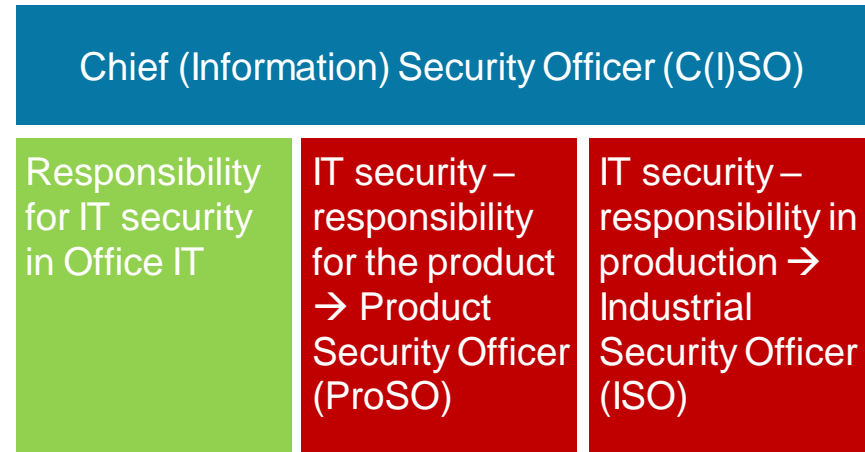 Chief (Information) Security Officer (C(I)SO)
Responsibility
for IT security
in Office IT
IT security –
responsibility
for the product
→ Product
Security Officer
(ProSO)
IT security –
responsibility in
production →
Industrial
Security Officer
(ISO)